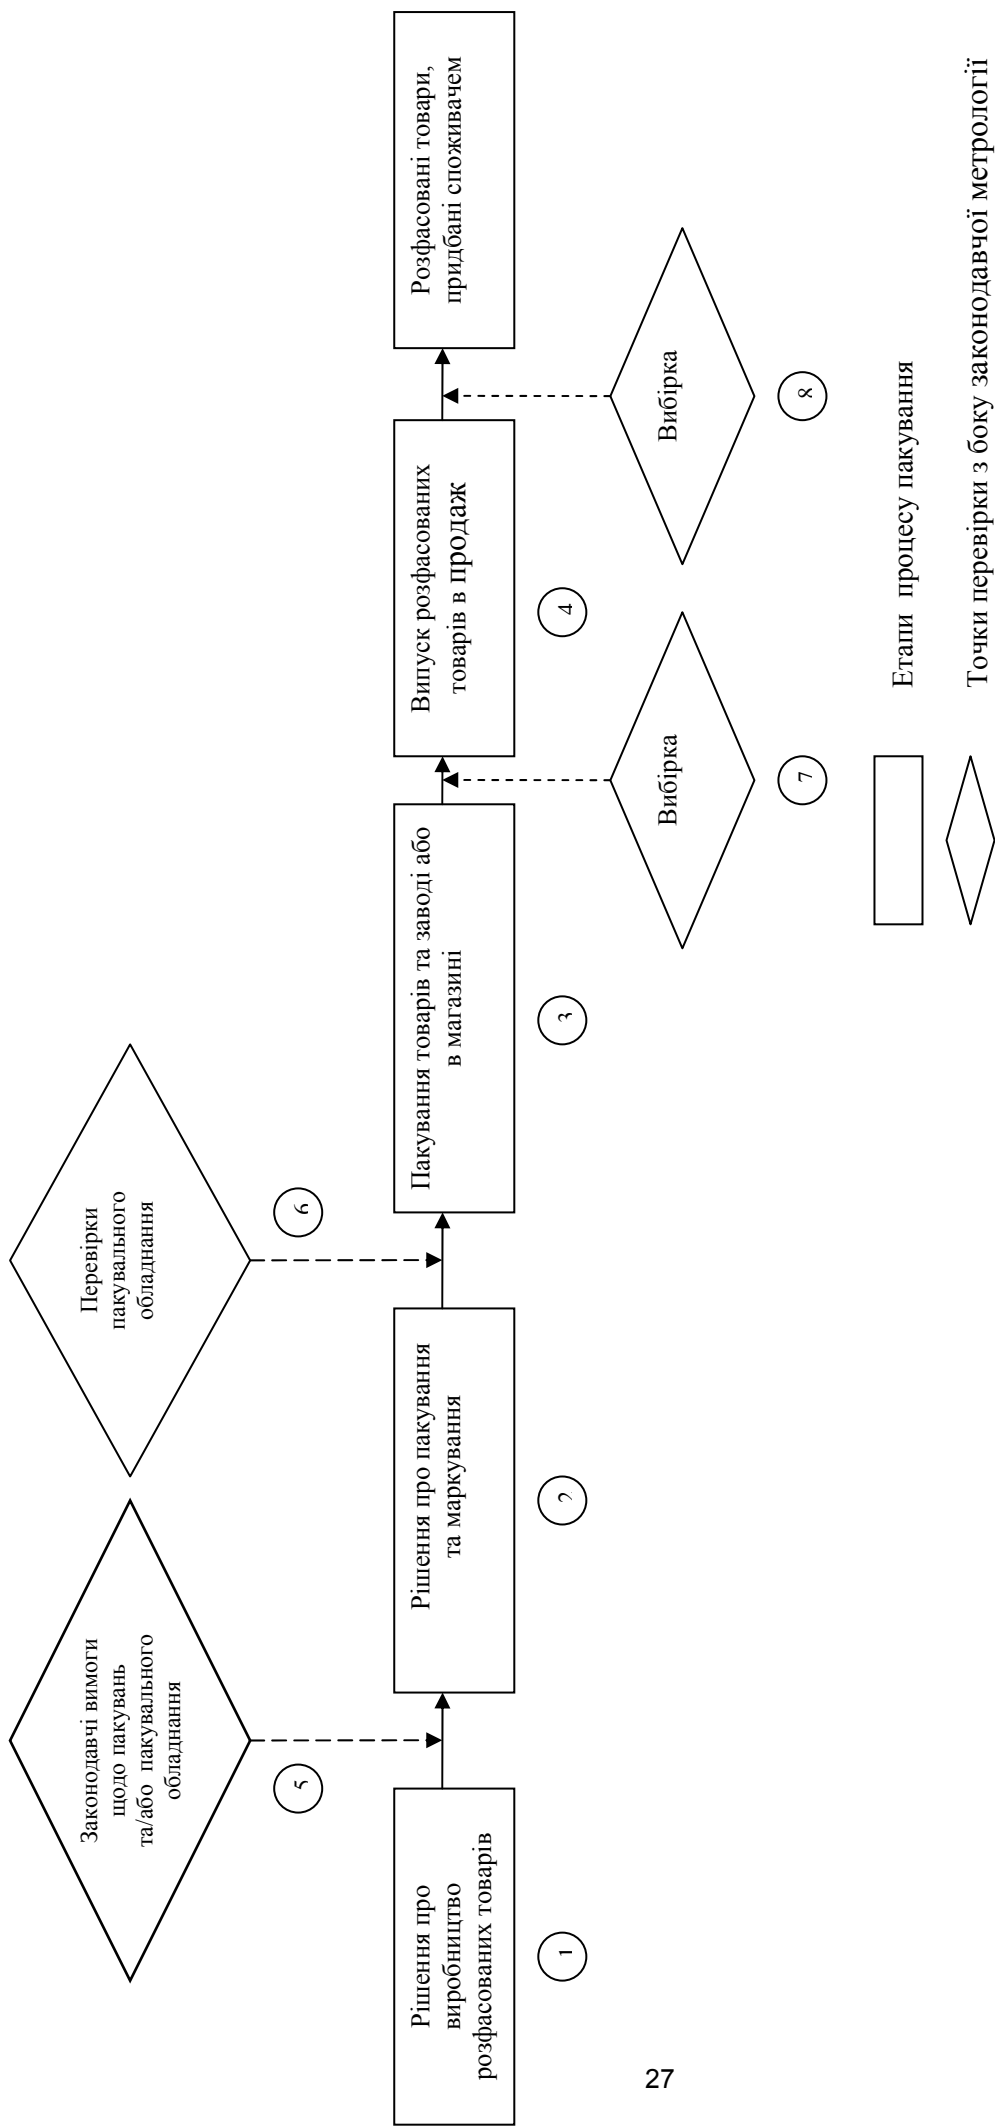 Законодавчі вимоги
щодо пакувань
та/або пакувального
обладнання
5
Перевірки
пакувального
обладнання
6
Рішення про
виробництво
розфасованих товарів
1
Рішення про пакування
та маркування
2
Пакування товарів та заводі або
в магазині
3
Випуск розфасованих
товарів в продаж
4
Розфасовані товари,
придбані споживачем
Вибірка
7
Вибірка
8
Етапи процесу пакування
Точки перевірки з боку законодавчої метрології
27